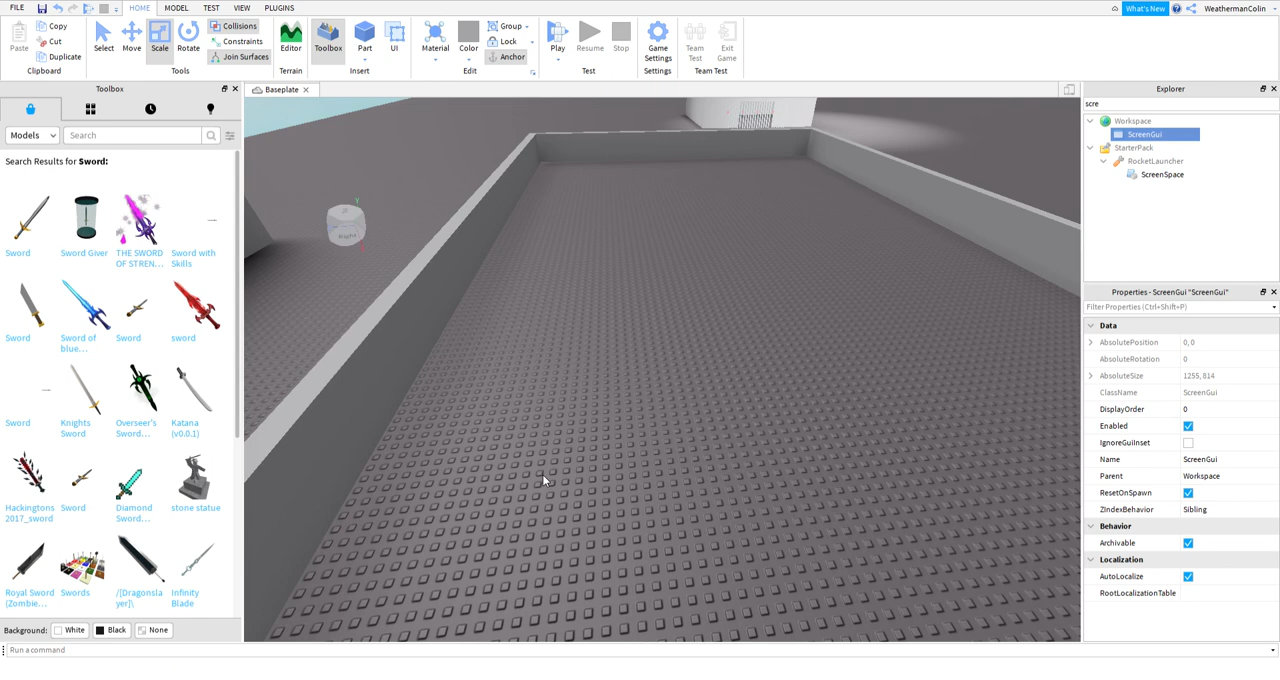 FILE
HOME MODEL TEST VIEW PLUGINS
What's New WeathermanColin
Paste Copy Cut Duplicate
Clipboard
Select Move Scale Rotate
Collisions
Constraints
Join Surfaces
Tools
Editor
Terrain
Toolbox Part UI
Insert
Material Color
Group
Lock
Anchor
Edit
Play Resume Stop
Test
Game Settings
Settings
Team Test
Exit Game
Team Test
Toolbox
Models Search
Search Results for Sword:
Sword
Sword Giver
THE SWORD OF STREN...
Sword with Skills
Sword
Sword of blue...
Sword
sword
Sword
Knights Sword
Overseer's Sword...
Katana (v0.0.1)
Hackingtons 2017_sword
Sword
Diamond Sword...
stone statue
Royal Sword (Zombie...
Swords
/[Dragonsla yer]\
Infinity Blade
Background: White Black None
Run a command
Baseplate
Y
Explorer
scre
Workspace
ScreenGui
StarterPack
RocketLauncher
ScreenSpace
Properties - ScreenGui "ScreenGui"
Filter Properties (Ctrl+Shift+P)
Data
AbsolutePosition 0, 0
AbsoluteRotation 0
AbsoluteSize 1255, 814
ClassName ScreenGui
DisplayOrder 0
Enabled
IgnoreGuiInset
Name ScreenGui
Parent Workspace
ResetOnSpawn
ZIndexBehavior Sibling
Behavior
Archivable
Localization
AutoLocalize
RootLocalizationTable